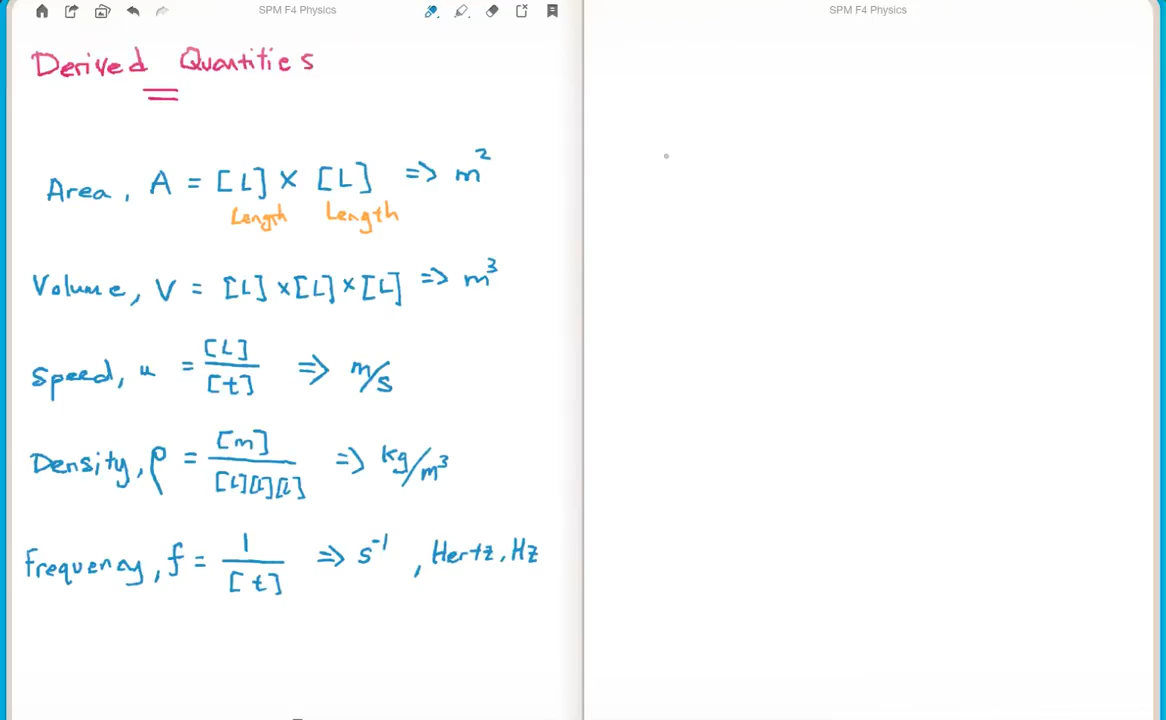 SPM F4 Physics
SPM F4 Physics
Derived Quantities
Area, A = [L] × [L] => m²
Length Length
Volume, V = [L] × [L] × [L] => m³
Speed, u = [L] / [t] => m/s
Density, ρ = [m] / [L][L][L] => kg/m³
Frequency, f = 1 / [t] => s⁻¹ , Hertz, Hz